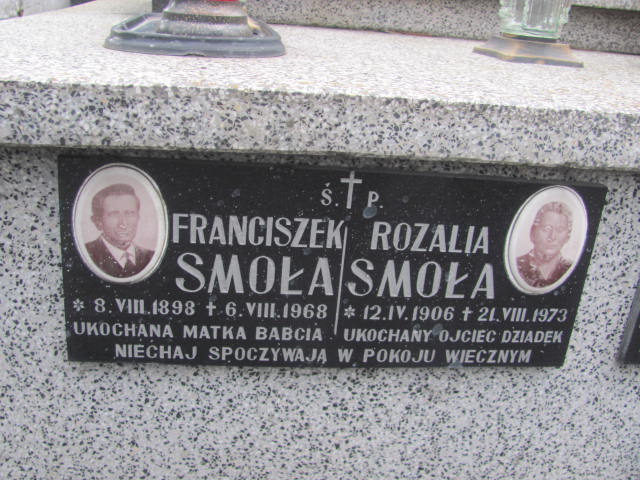 Ś. P.
FRANCISZEK ROZALIA
SMOŁA SMOŁA
* 8. VIII. 1898 + 6. VIII. 1968 * 12. IV. 1906 + 21. VIII. 1973
UKOCHANA MATKA BABCIA UKOCHANY OJCIEC DZIADEK
NIECHAJ SPOCZYWAJĄ W POKOJU WIECZNYM